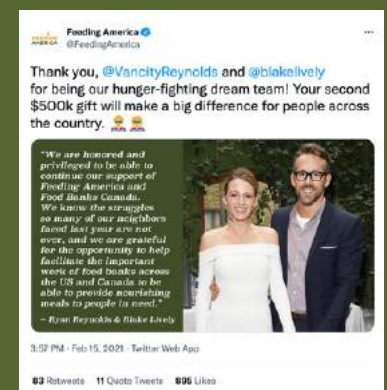 Feeding America
@FeedingAmerica
Thank you, @VancityReynolds and @blakelively
for being our hunger-fighting dream team! Your second
$500k gift will make a big difference for people across
the country.
"We are honored and
privileged to be able to
continue our support of
Feeding America and
Food Banks Canada.
We know the struggles
so many of our neighbors
faced last year are not
over, and we are grateful
for the opportunity to help
facilitate the important
work of food banks across
the US and Canada to be
able to provide nourishing
meals to people in need."
~ Ryan Reynolds & Blake Lively
3:57 PM · Feb 15, 2021 · Twitter Web App
83 Retweets 11 Quote Tweets 895 Likes